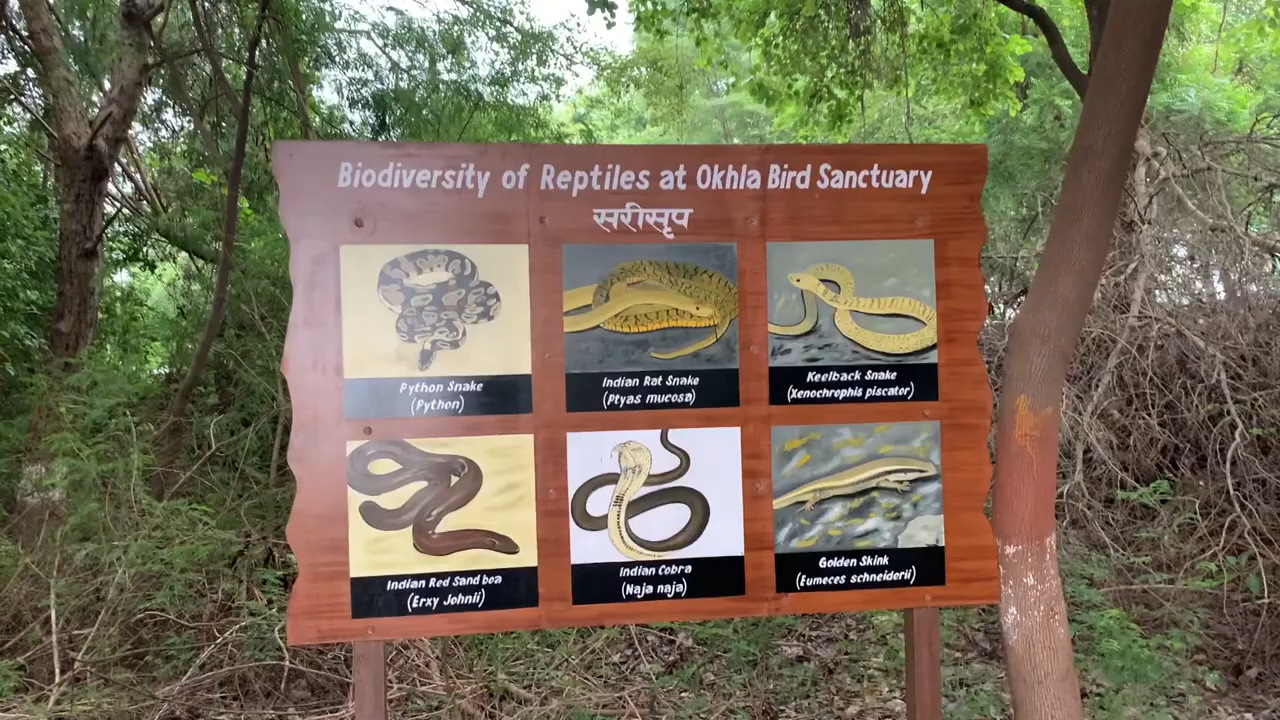 Biodiversity of Reptiles at Okhla Bird Sanctuary
सरीसृप
Python Snake
(Python)
Indian Rat Snake
(Ptyas mucosa)
Keelback Snake
(Xenochrophis piscator)
Indian Red Sand boa
(Erxy Johnii)
Indian Cobra
(Naja naja)
Golden Skink
(Eumeces schneiderii)